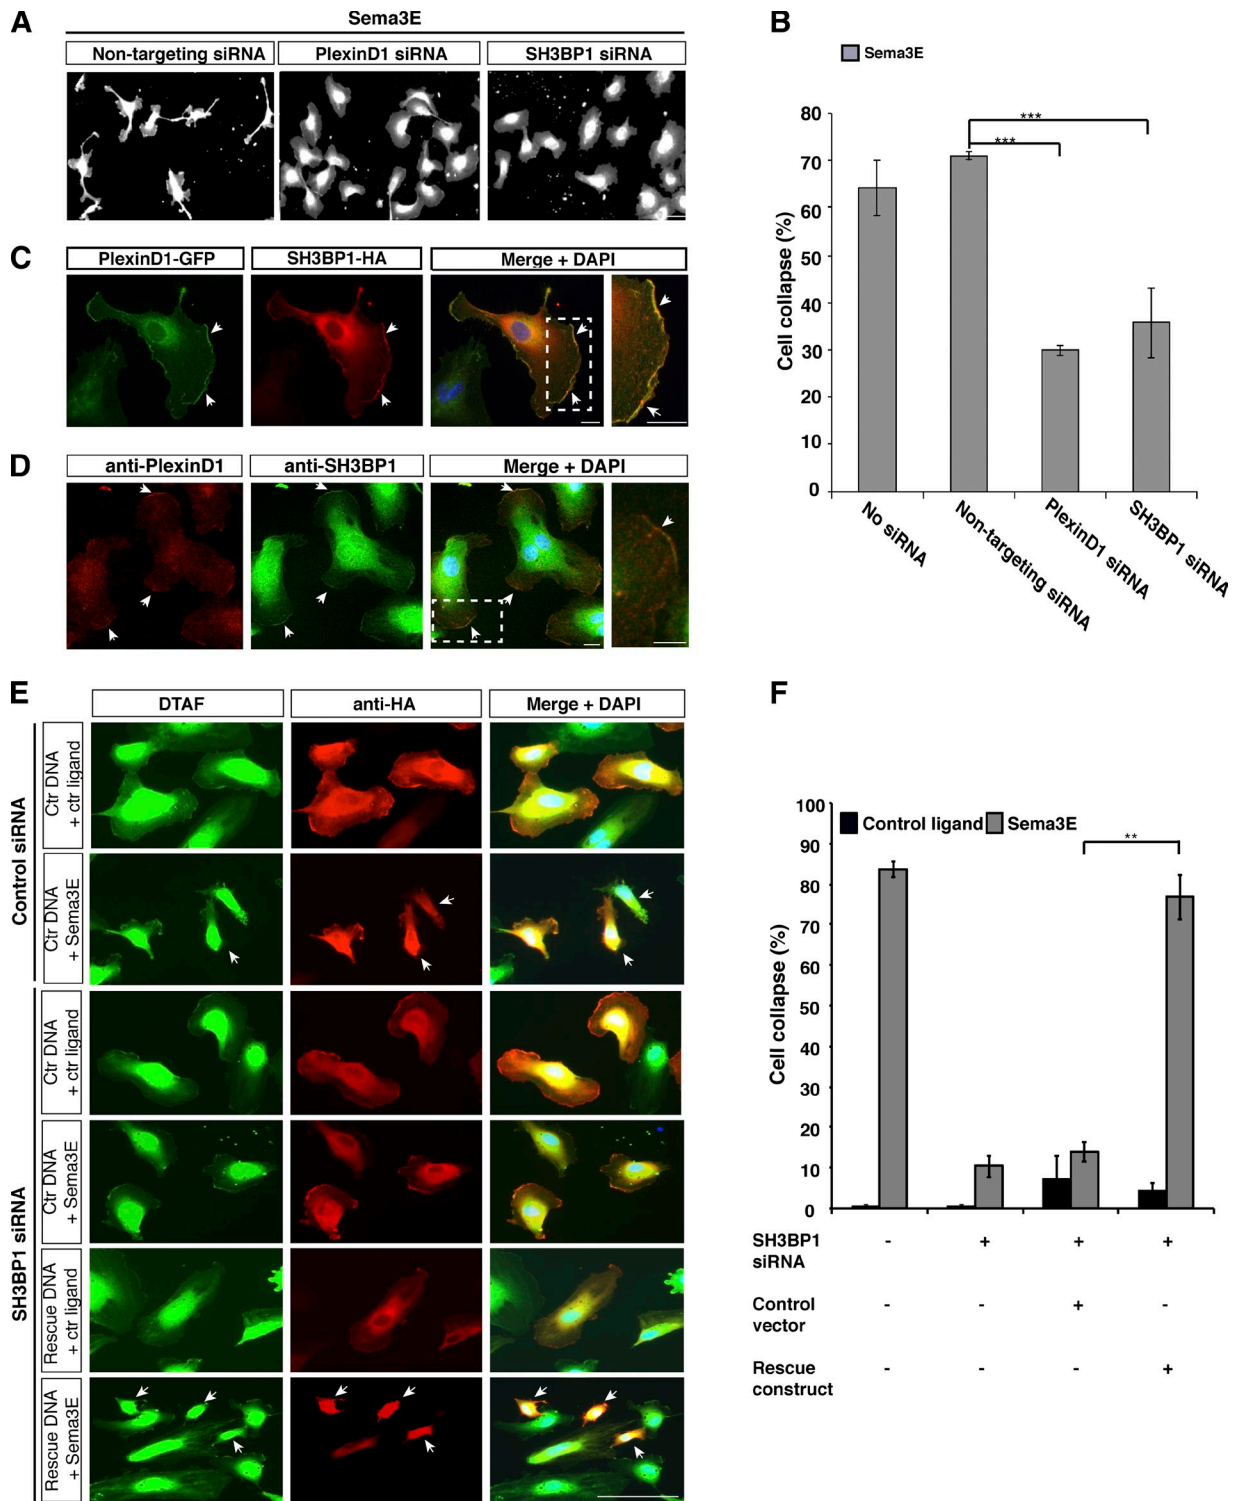 A
Sema3E
Non-targeting siRNA
PlexinD1 siRNA
SH3BP1 siRNA
B
Sema3E
80
70
60
50
40
30
20
10
0
Cell collapse (%)
***
***
No siRNA
Non-targeting siRNA
PlexinD1 siRNA
SH3BP1 siRNA
C
PlexinD1-GFP
SH3BP1-HA
Merge + DAPI
D
anti-PlexinD1
anti-SH3BP1
Merge + DAPI
E
DTAF
anti-HA
Merge + DAPI
Control siRNA
Ctr DNA
+ ctr ligand
Ctr DNA
+ Sema3E
SH3BP1 siRNA
Ctr DNA
+ ctr ligand
Ctr DNA
+ Sema3E
Rescue DNA
+ ctr ligand
Rescue DNA
+ Sema3E
F
Control ligand
Sema3E
100
90
80
70
60
50
40
30
20
10
0
Cell collapse (%)
**
SH3BP1
siRNA
- + + +
Control
vector
- - + -
Rescue
construct
- - - +